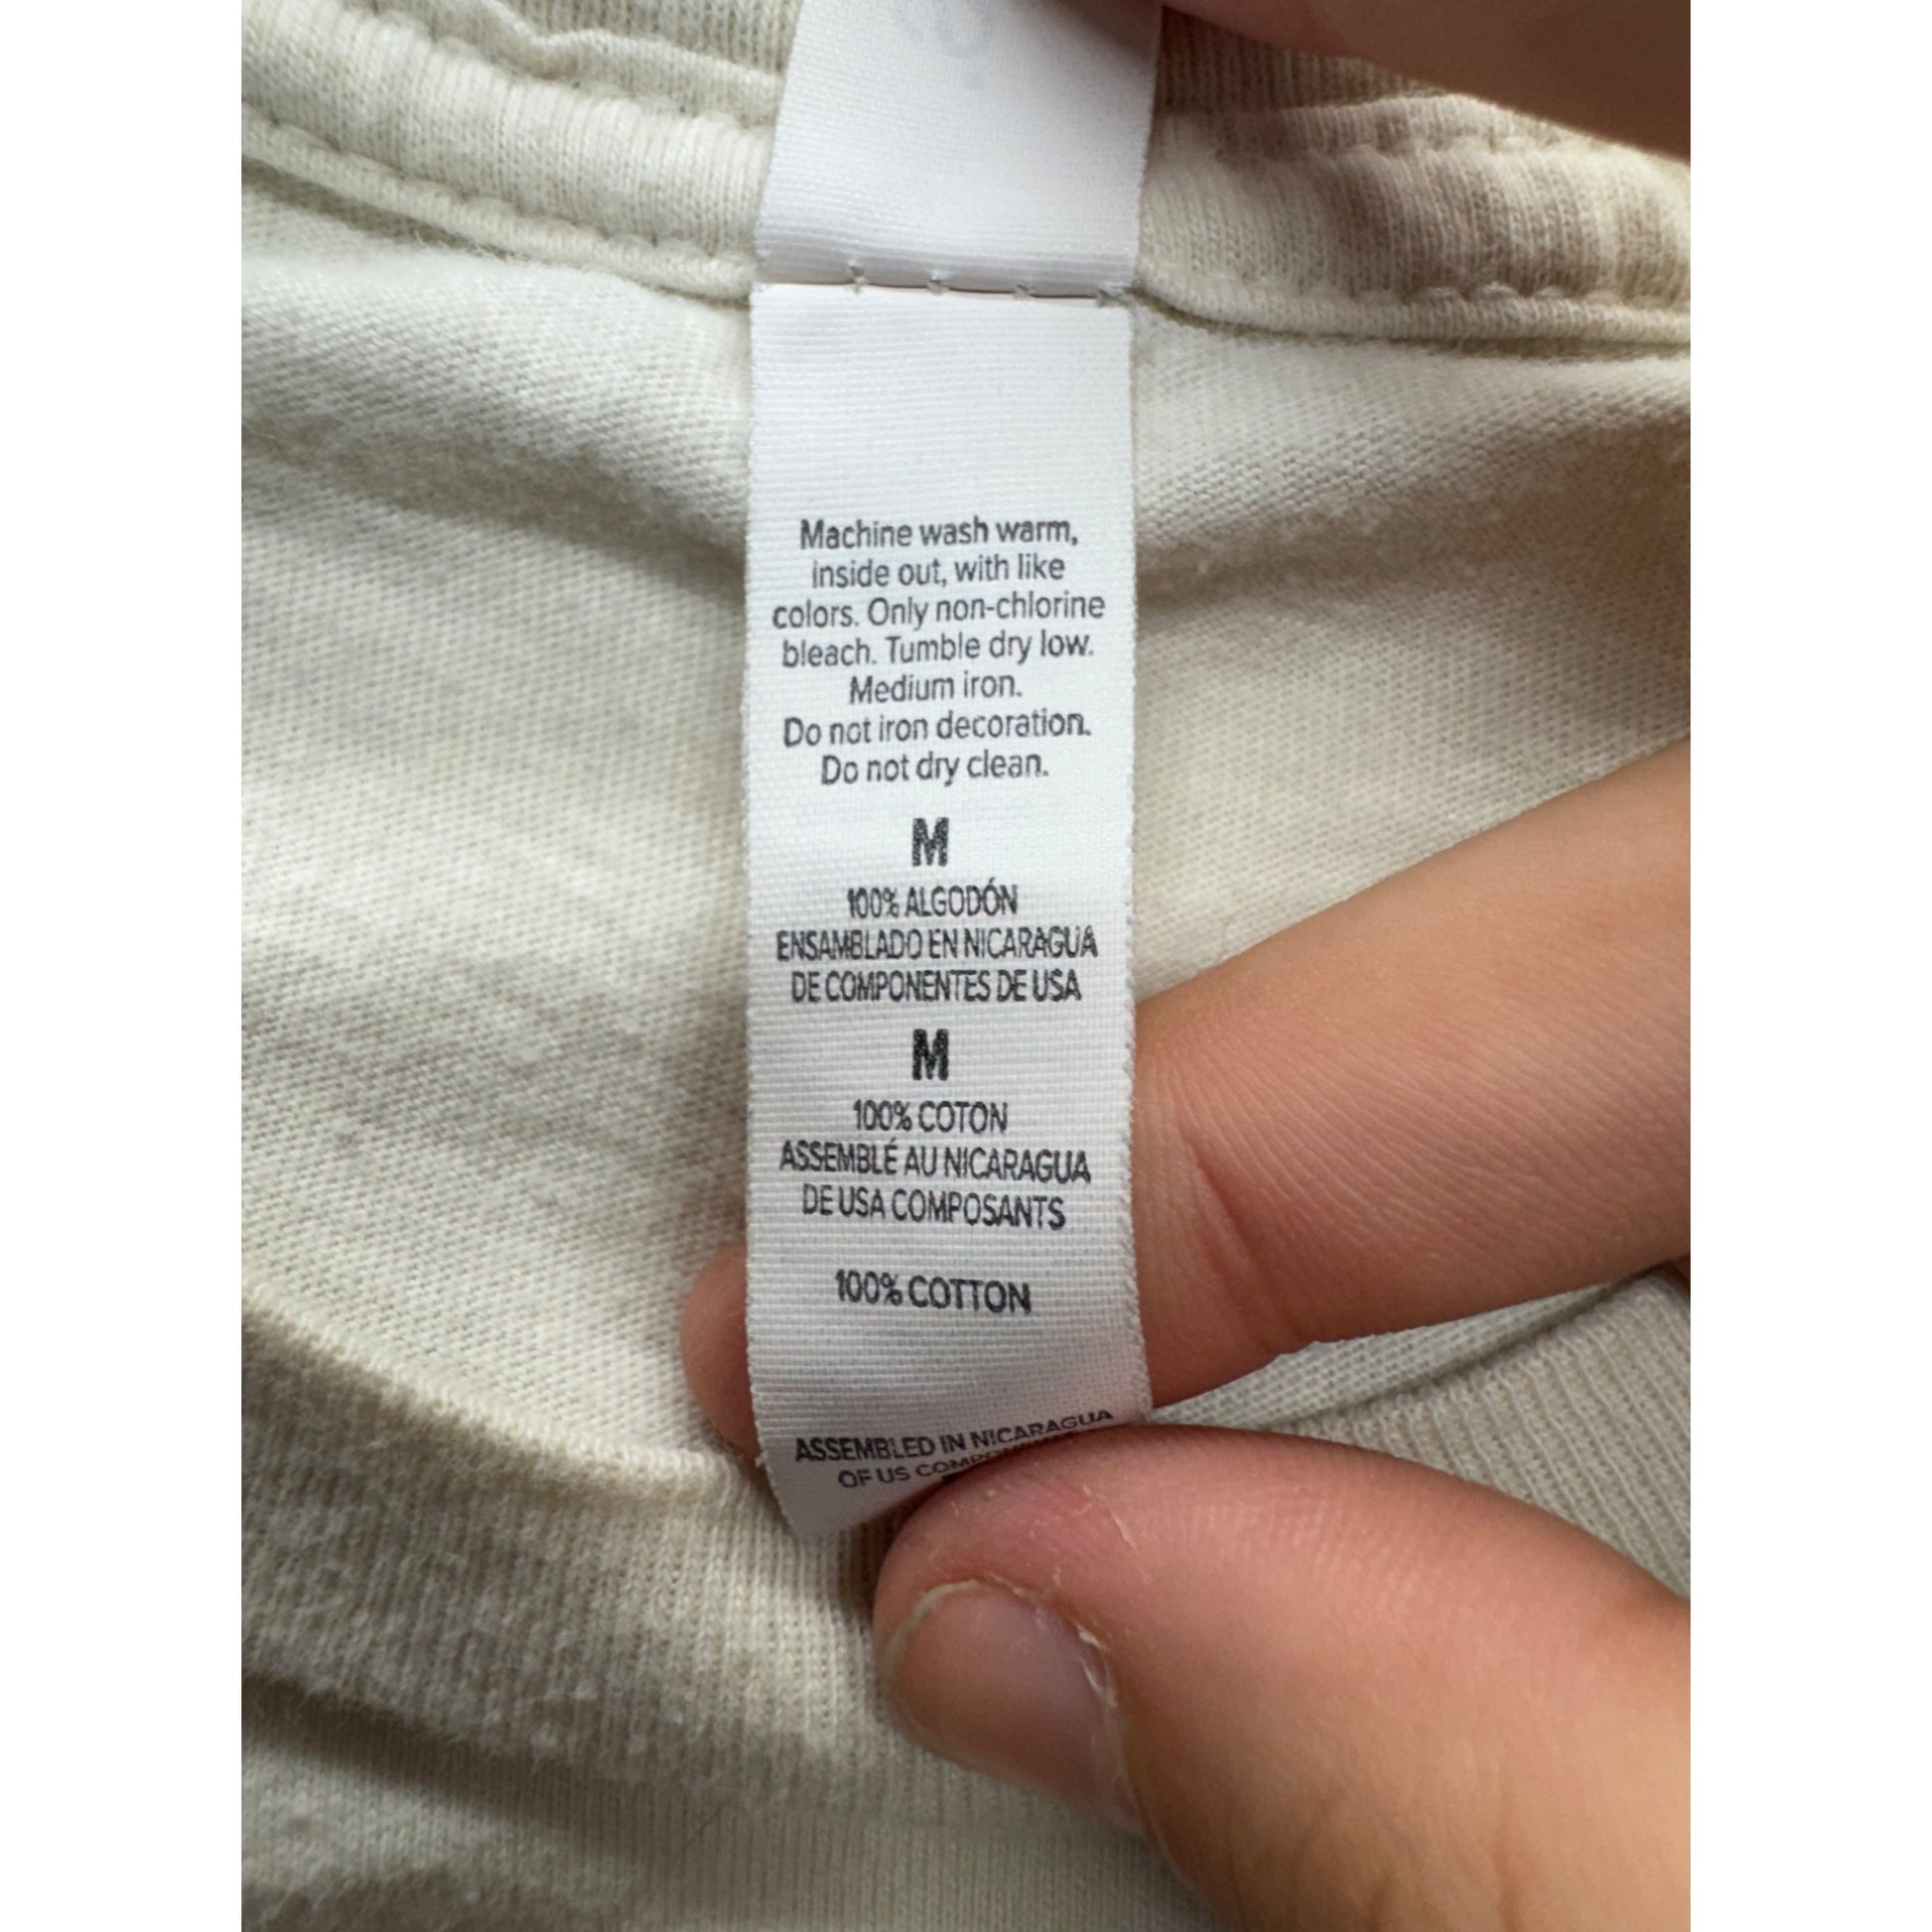 Machine wash warm,
inside out, with like
colors. Only non-chlorine
bleach. Tumble dry low.
Medium iron.
Do not iron decoration.
Do not dry clean.
M
100% ALGODÓN
ENSAMBLADO EN NICARAGUA
DE COMPONENTES DE USA
M
100% COTON
ASSEMBLÉ AU NICARAGUA
DE USA COMPOSANTS
100% COTTON
ASSEMBLED IN NICARAGUA
OF US